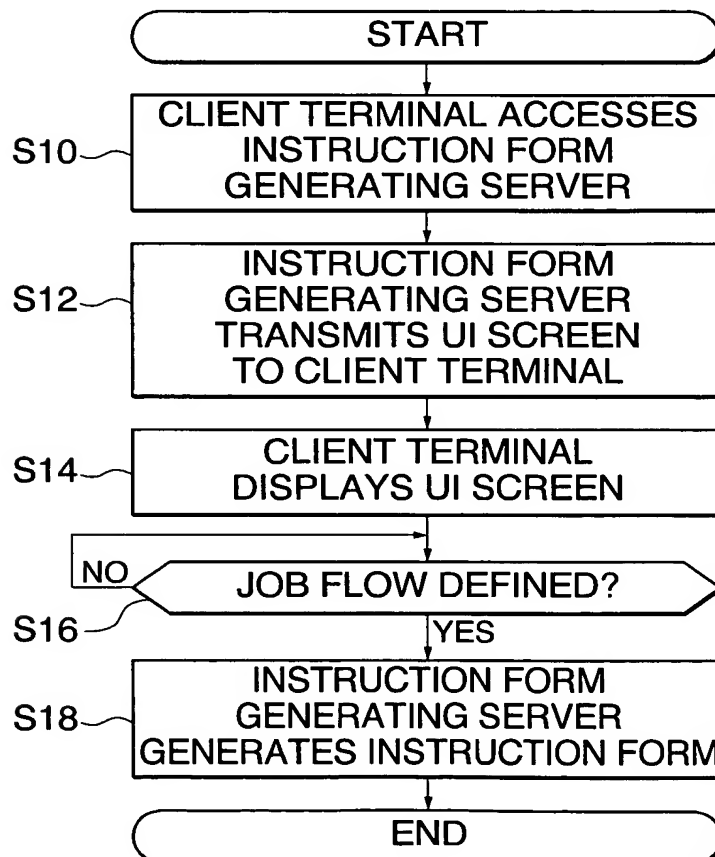 START
S10
CLIENT TERMINAL ACCESSES
INSTRUCTION FORM
GENERATING SERVER
S12
INSTRUCTION FORM
GENERATING SERVER
TRANSMITS UI SCREEN
TO CLIENT TERMINAL
S14
CLIENT TERMINAL
DISPLAYS UI SCREEN
NO
JOB FLOW DEFINED?
S16
YES
S18
INSTRUCTION FORM
GENERATING SERVER
GENERATES INSTRUCTION FORM
END